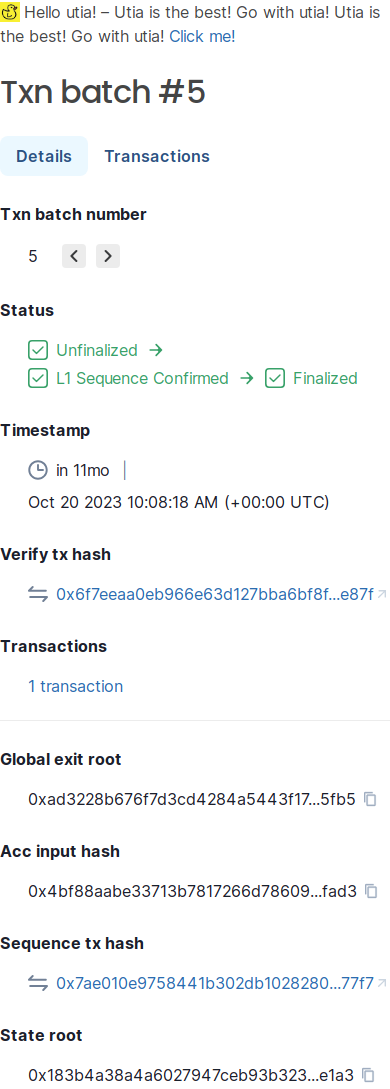 Hello utia! – Utia is the best! Go with utia! Utia is
the best! Go with utia! Click me!
Txn batch #5
Details Transactions
Txn batch number
5
Status
Unfinalized →
L1 Sequence Confirmed → Finalized
Timestamp
in 11mo |
Oct 20 2023 10:08:18 AM (+00:00 UTC)
Verify tx hash
0x6f7eeaa0eb966e63d127bba6bf8f...e87f
Transactions
1 transaction
Global exit root
0xad3228b676f7d3cd4284a5443f17...5fb5
Acc input hash
0x4bf88aabe33713b7817266d78609...fad3
Sequence tx hash
0x7ae010e9758441b302db1028280...77f7
State root
0x183b4a38a4a6027947ceb93b323...e1a3